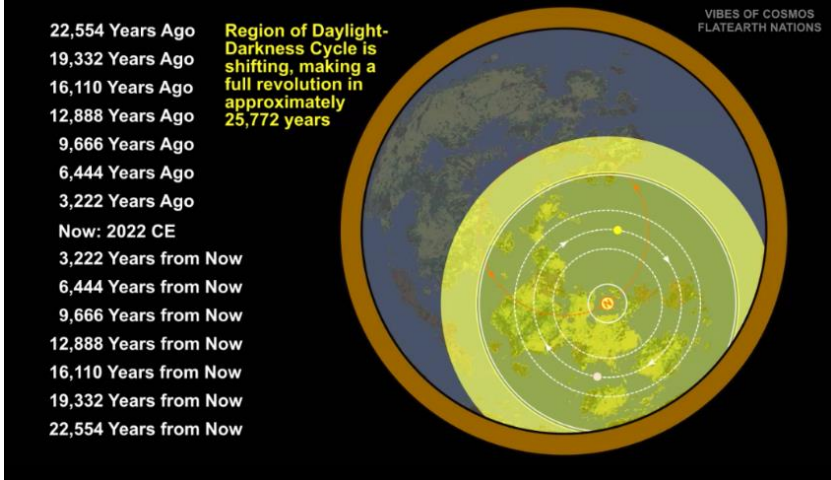 22,554 Years Ago
19,332 Years Ago
16,110 Years Ago
12,888 Years Ago
9,666 Years Ago
6,444 Years Ago
3,222 Years Ago
Now: 2022 CE
3,222 Years from Now
6,444 Years from Now
9,666 Years from Now
12,888 Years from Now
16,110 Years from Now
19,332 Years from Now
22,554 Years from Now
Region of Daylight-
Darkness Cycle is
shifting, making a
full revolution in
approximately
25,772 years
VIBES OF COSMOS
FLATEARTH NATIONS